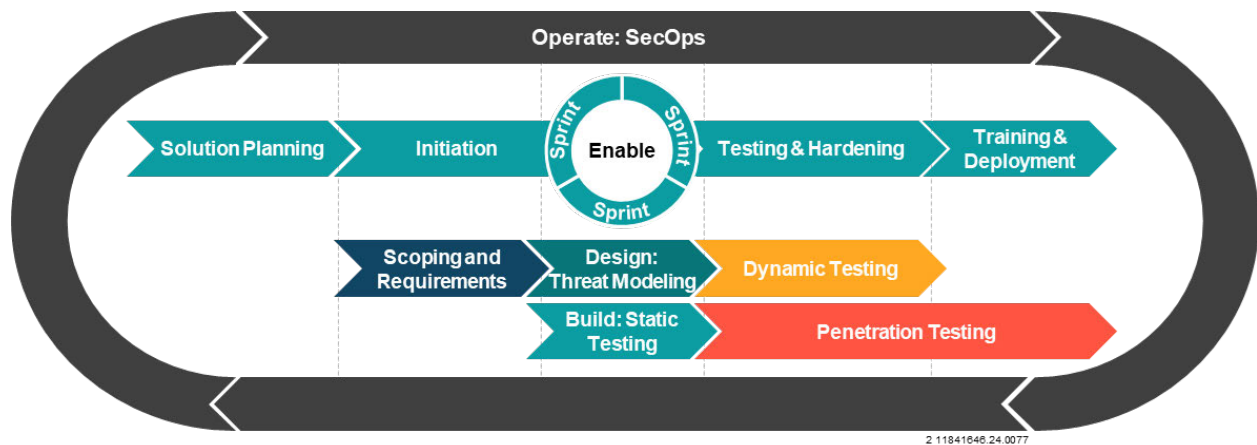 Operate: SecOps
Solution Planning
Initiation
Sprint
Sprint
Enable
Sprint
Testing & Hardening
Training &
Deployment
Scoping and
Requirements
Design:
Threat Modeling
Dynamic Testing
Build: Static
Testing
Penetration Testing
2 11841646.24.0077